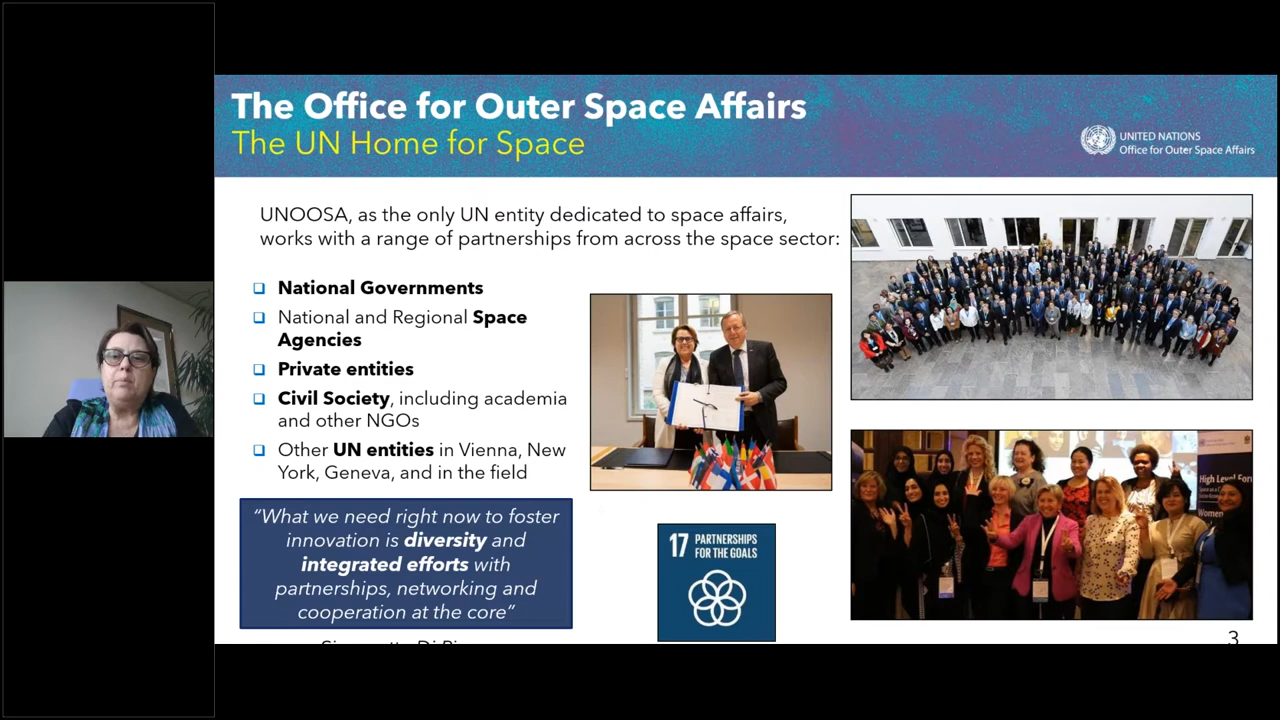 The Office for Outer Space Affairs
The UN Home for Space
UNITED NATIONS
Office for Outer Space Affairs
UNOOSA, as the only UN entity dedicated to space affairs,
works with a range of partnerships from across the space sector:
National Governments
National and Regional Space
Agencies
Private entities
Civil Society, including academia
and other NGOs
Other UN entities in Vienna, New
York, Geneva, and in the field
“What we need right now to foster
innovation is diversity and
integrated efforts with
partnerships, networking and
cooperation at the core”
17 PARTNERSHIPS
FOR THE GOALS
High Level For
Women
3